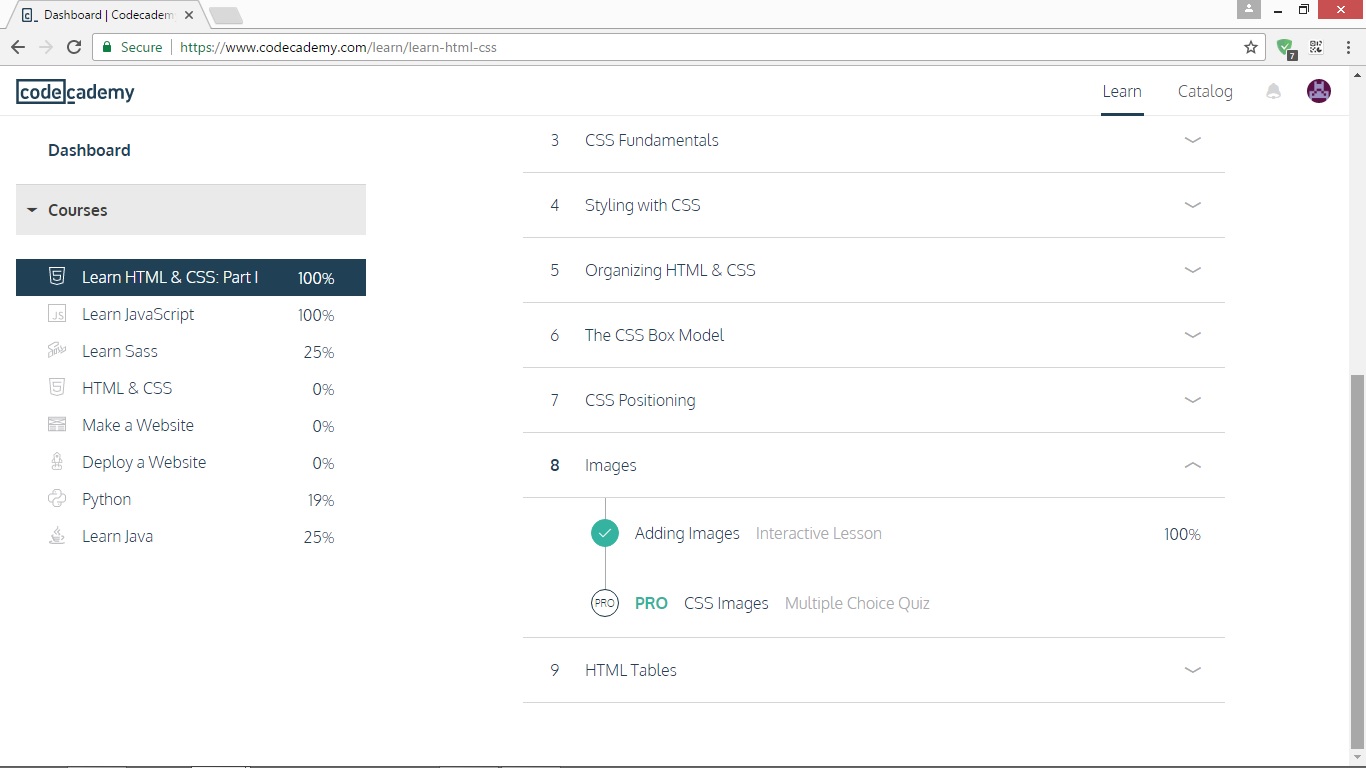 Dashboard | Codecadem
Secure https://www.codecademy.com/learn/learn-html-css
7
codecademy
Learn Catalog
Dashboard
Courses
Learn HTML & CSS: Part I 100%
Learn JavaScript 100%
Learn Sass 25%
HTML & CSS 0%
Make a Website 0%
Deploy a Website 0%
Python 19%
Learn Java 25%
3 CSS Fundamentals
4 Styling with CSS
5 Organizing HTML & CSS
6 The CSS Box Model
7 CSS Positioning
8 Images
Adding Images Interactive Lesson 100%
PRO PRO CSS Images Multiple Choice Quiz
9 HTML Tables